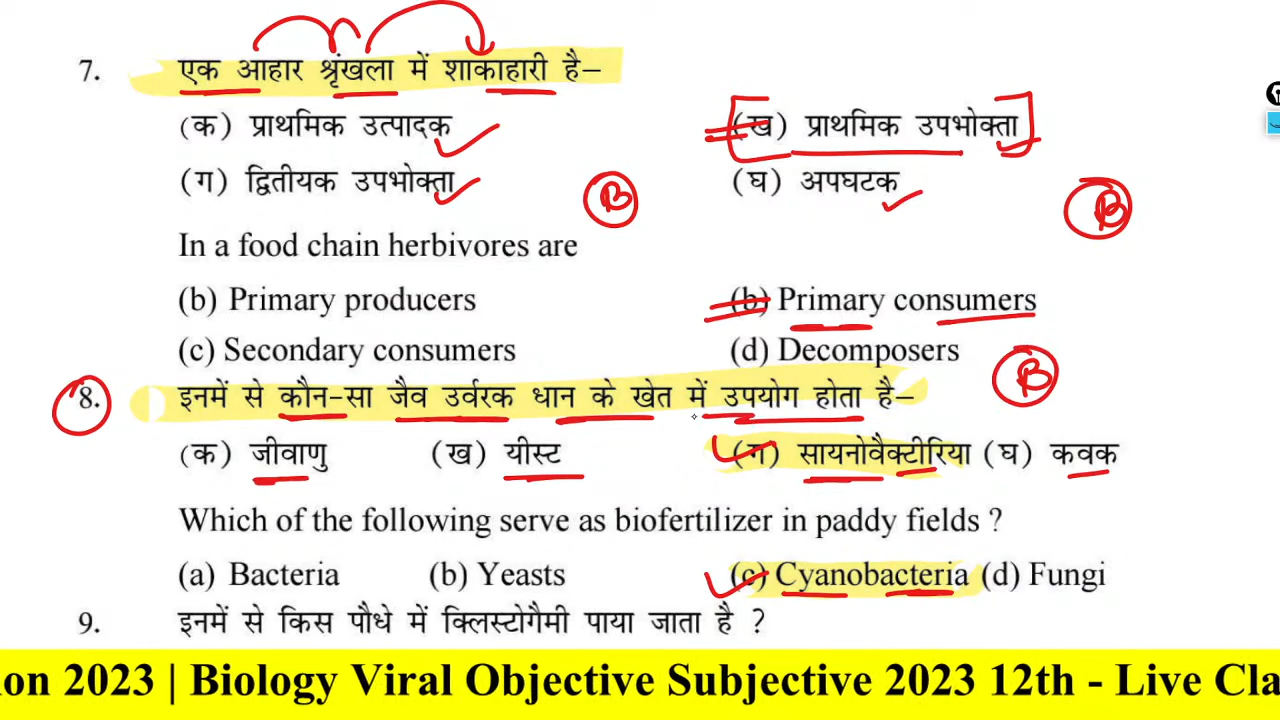 7. एक आहार श्रृंखला में शाकाहारी है–
(क) प्राथमिक उत्पादक (ख) प्राथमिक उपभोक्ता
(ग) द्वितीयक उपभोक्ता (घ) अपघटक
B B
In a food chain herbivores are
(b) Primary producers (b) Primary consumers
(c) Secondary consumers (d) Decomposers
B
8. इनमें से कौन-सा जैव उर्वरक धान के खेत में उपयोग होता है–
(क) जीवाणु (ख) यीस्ट (ग) सायनोवैक्टीरिया (घ) कवक
Which of the following serve as biofertilizer in paddy fields ?
(a) Bacteria (b) Yeasts (c) Cyanobacteria (d) Fungi
9. इनमें से किस पौधे में क्लिस्टोगैमी पाया जाता है ?
ion 2023 | Biology Viral Objective Subjective 2023 12th - Live Cla